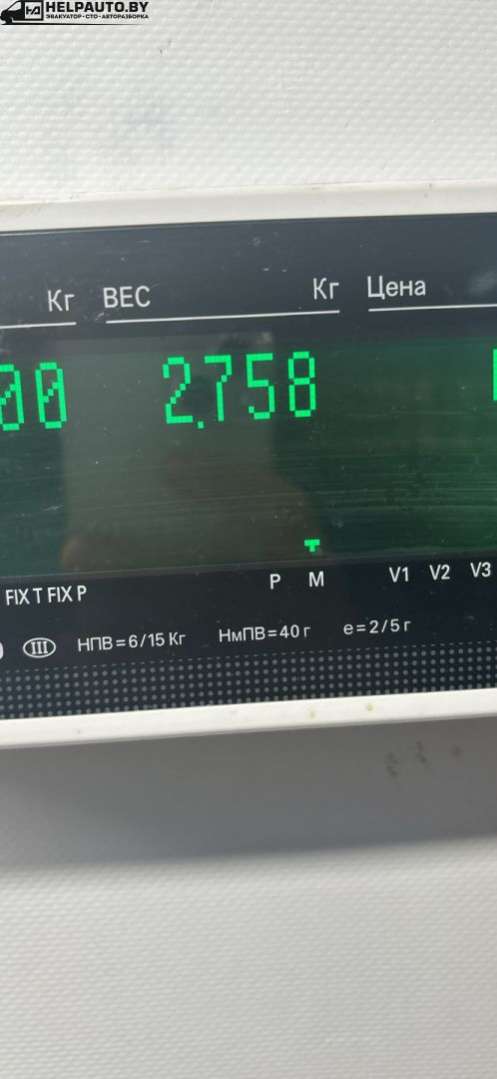 HELPAUTO.BY
ЭВАКУАТОР·СТО·АВТОРАЗБОРКА
Кг ВЕС Кг Цена
00 2.758
P M V1 V2 V3
FIX T FIX P
III НПВ=6/15 Кг НмПВ=40 г e=2/5 г